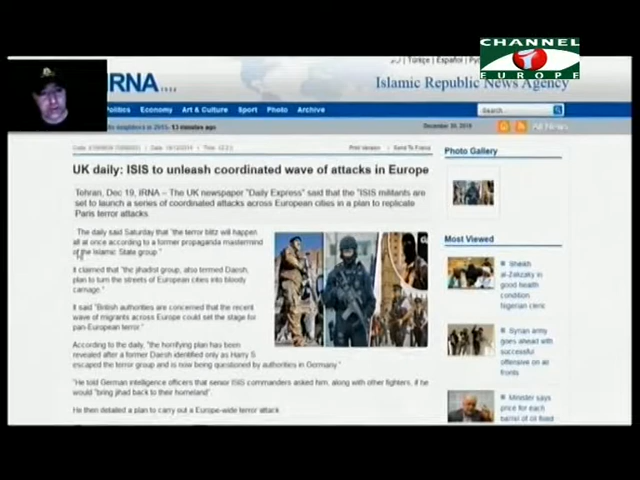 CHANNEL
i
EUROPE
Türkçe | Español |
IRNA
Islamic Republic News Agency
Politics Economy Art & Culture Sport Photo Archive
Search
13 minutes ago
All News
Print Version Send To Friend
UK daily: ISIS to unleash coordinated wave of attacks in Europe
Tehran, Dec 19, IRNA – The UK newspaper "Daily Express" said that the "ISIS militants are
set to launch a series of coordinated attacks across European cities in a plan to replicate
Paris terror attacks
The daily said Saturday that "the terror blitz will happen
all at once according to a former propaganda mastermind
of the Islamic State group."
It claimed that "the jihadist group, also termed Daesh,
plan to turn the streets of European cities into bloody
carnage."
It said "British authorities are concerned that the recent
wave of migrants across Europe could set the stage for
pan-European terror."
According to the daily, "the horrifying plan has been
revealed after a former Daesh identified only as Harry S
escaped the terror group and is now being questioned by authorities in Germany."
"He told German intelligence officers that senior ISIS commanders asked him, along with other fighters, if he
would "bring jihad back to their homeland".
He then detailed a plan to carry out a Europe-wide terror attack
Photo Gallery
Most Viewed
Sheikh
al-Zakzaky in
good health
condition:
Nigerian cleric
Syrian army
goes ahead with
successful
offensive on all
fronts
Minister says
price for each
barrel of oil fixed